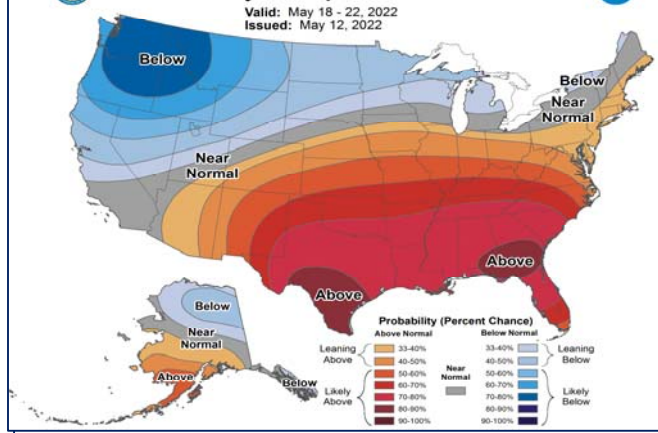 Valid: May 18 - 22, 2022
Issued: May 12, 2022
Below
Below
Near
Normal
Near
Normal
Above
Above
Below
Near
Normal
Above
Below
Probability (Percent Chance)
Above Normal
Below Normal
Leaning
Above
33-40%
40-50%
Likely
Above
50-60%
60-70%
70-80%
80-90%
90-100%
Near
Normal
33-40%
40-50%
Leaning
Below
50-60%
60-70%
70-80%
80-90%
90-100%
Likely
Below